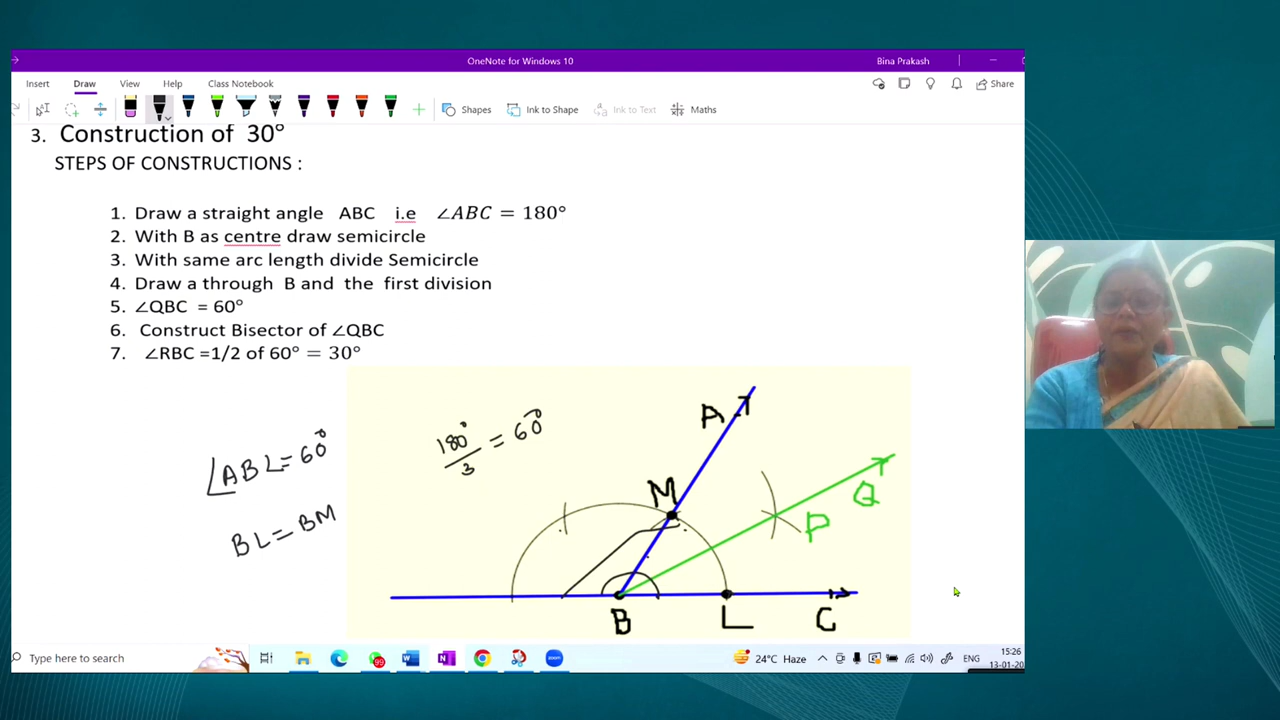 OneNote for Windows 10
Bina Prakash
Insert Draw View Help Class Notebook
Share
Shapes Ink to Shape Ink to Text Maths
3. Construction of 30°
STEPS OF CONSTRUCTIONS :
1. Draw a straight angle ABC i.e ∠ABC = 180°
2. With B as centre draw semicircle
3. With same arc length divide Semicircle
4. Draw a through B and the first division
5. ∠QBC = 60°
6. Construct Bisector of ∠QBC
7. ∠RBC =1/2 of 60° = 30°
A
180°/3 = 60°
∠ABL = 60°
M
Q
BL = BM
P
B L C
Type here to search
99
24°C Haze
ENG
15:26
13-01-20